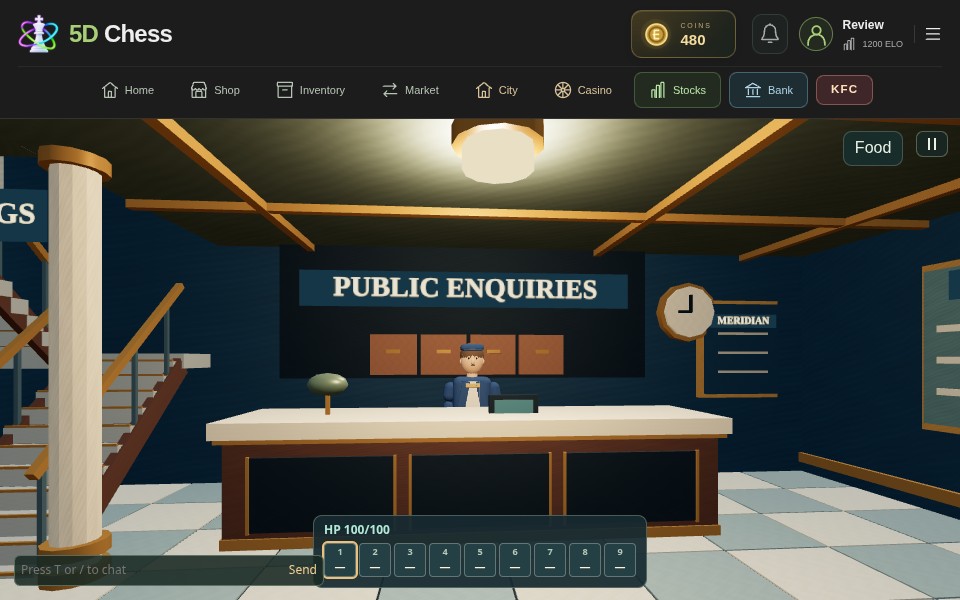 5D Chess
COINS
480
Review
1200 ELO
Home
Shop
Inventory
Market
City
Casino
Stocks
Bank
KFC
Food
GS
PUBLIC ENQUIRIES
MERIDIAN
HP 100/100
1 2 3 4 5 6 7 8 9
— — — — — — — — —
Press T or / to chat
Send